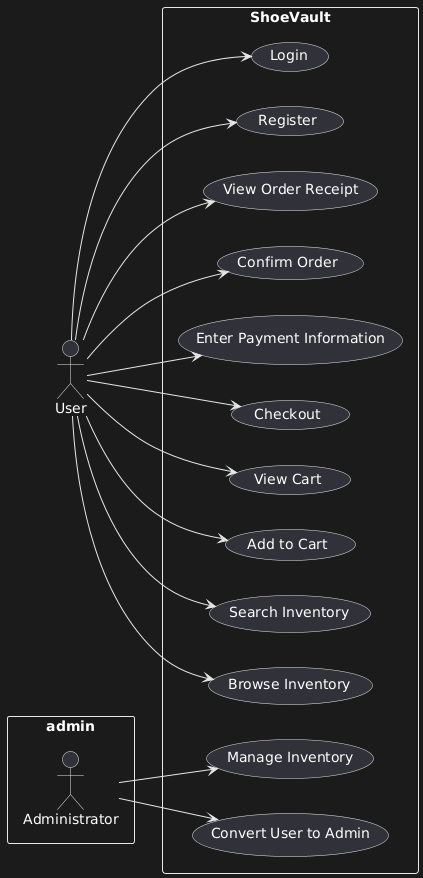 ShoeVault
Login
Register
View Order Receipt
Confirm Order
Enter Payment Information
User
Checkout
View Cart
Add to Cart
Search Inventory
Browse Inventory
admin
Manage Inventory
Administrator
Convert User to Admin